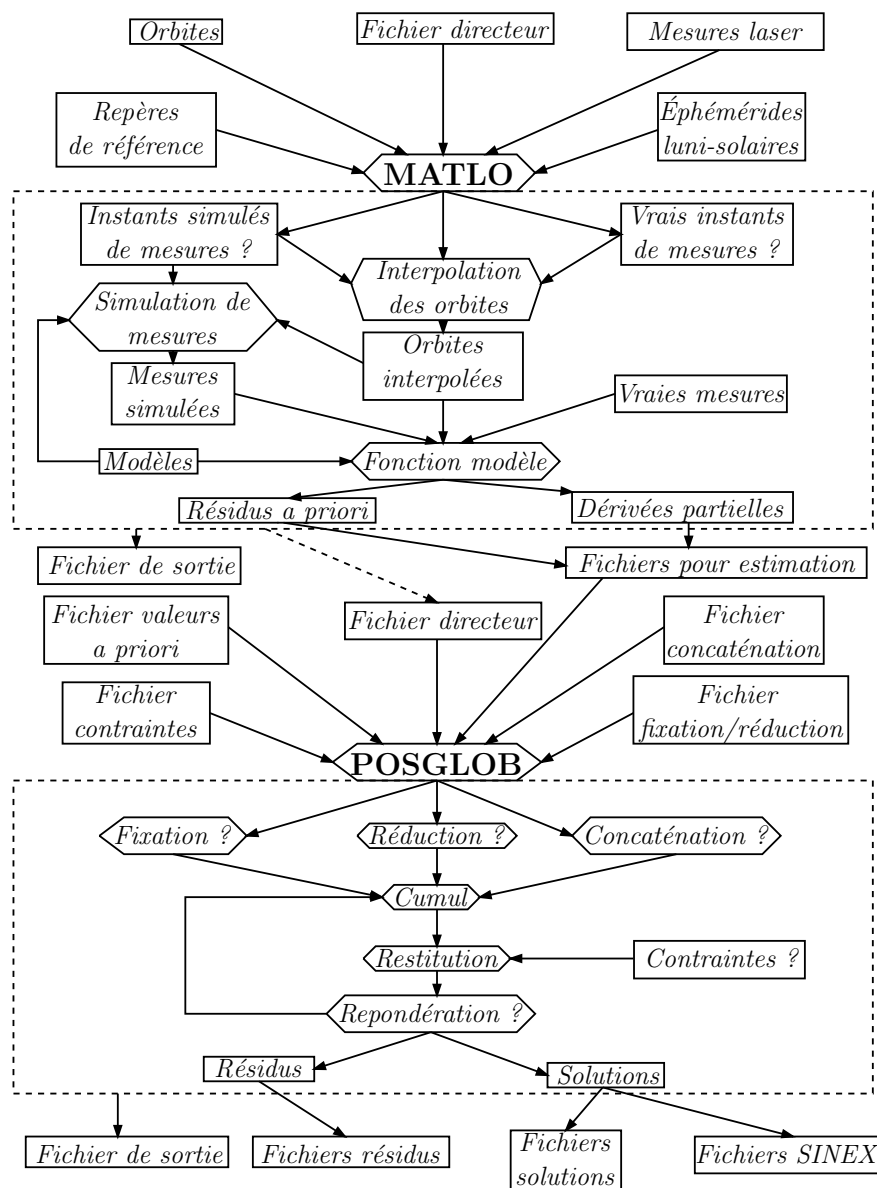 Orbites
Fichier directeur
Mesures laser
Repères
de référence
Éphémérides
luni-solaires
MATLO
Instants simulés
de mesures ?
Vrais instants
de mesures ?
Interpolation
des orbites
Simulation de
mesures
Orbites
interpolées
Mesures
simulées
Vraies mesures
Modèles
Fonction modèle
Résidus a priori
Dérivées partielles
Fichier de sortie
Fichiers pour estimation
Fichier valeurs
a priori
Fichier directeur
Fichier
concaténation
Fichier
contraintes
Fichier
fixation/réduction
POSGLOB
Fixation ?
Réduction ?
Concaténation ?
Cumul
Restitution
Contraintes ?
Repondération ?
Résidus
Solutions
Fichier de sortie
Fichiers résidus
Fichiers
solutions
Fichiers SINEX